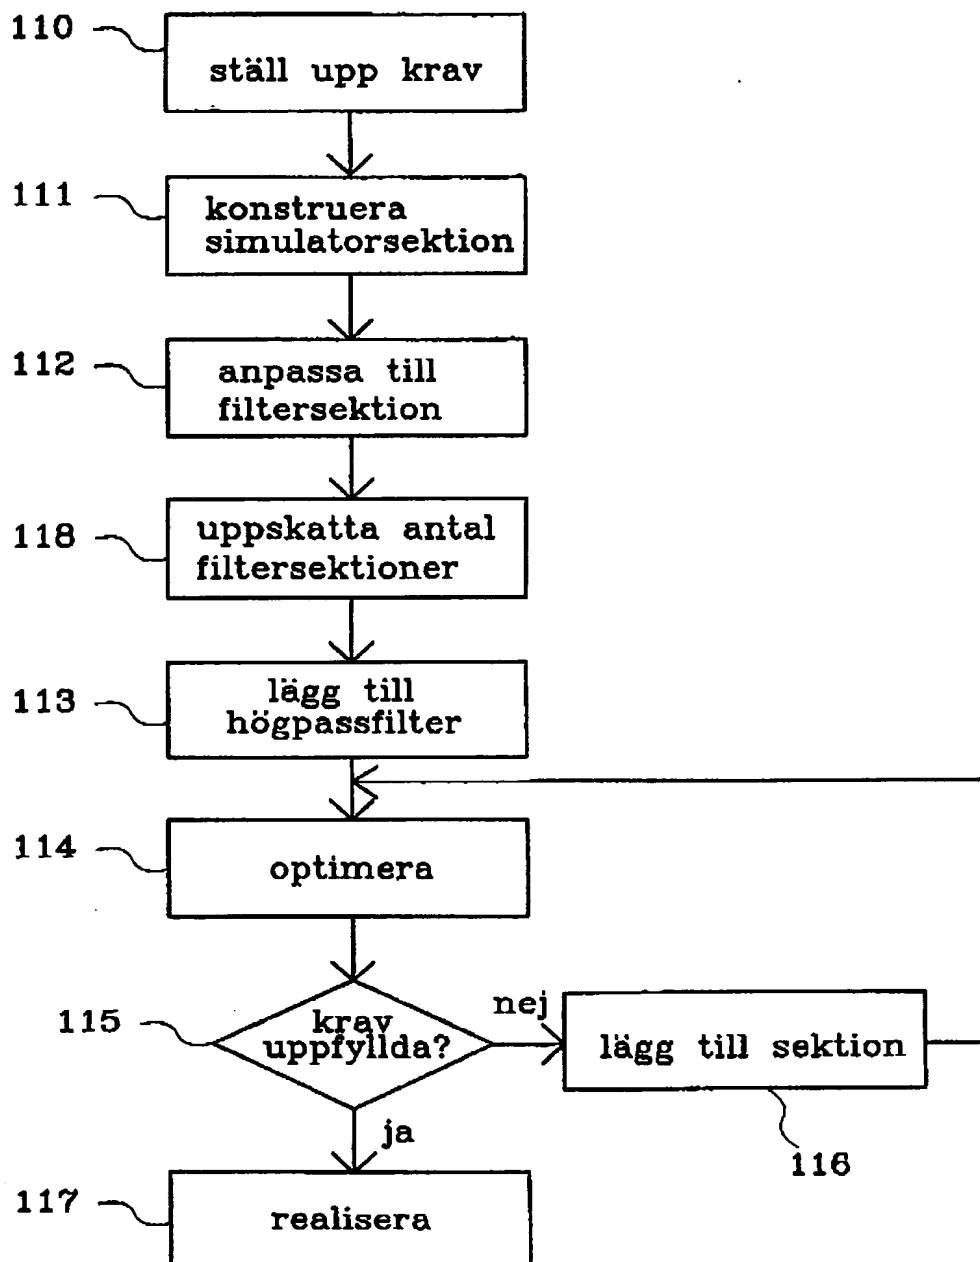 110
ställ upp krav
111
konstruera
simulatorsektion
112
anpassa till
filtersektion
118
uppskatta antal
filtersektioner
113
lägg till
högpassfilter
114
optimera
115
krav
uppfyllda?
nej
lägg till sektion
116
ja
117
realisera